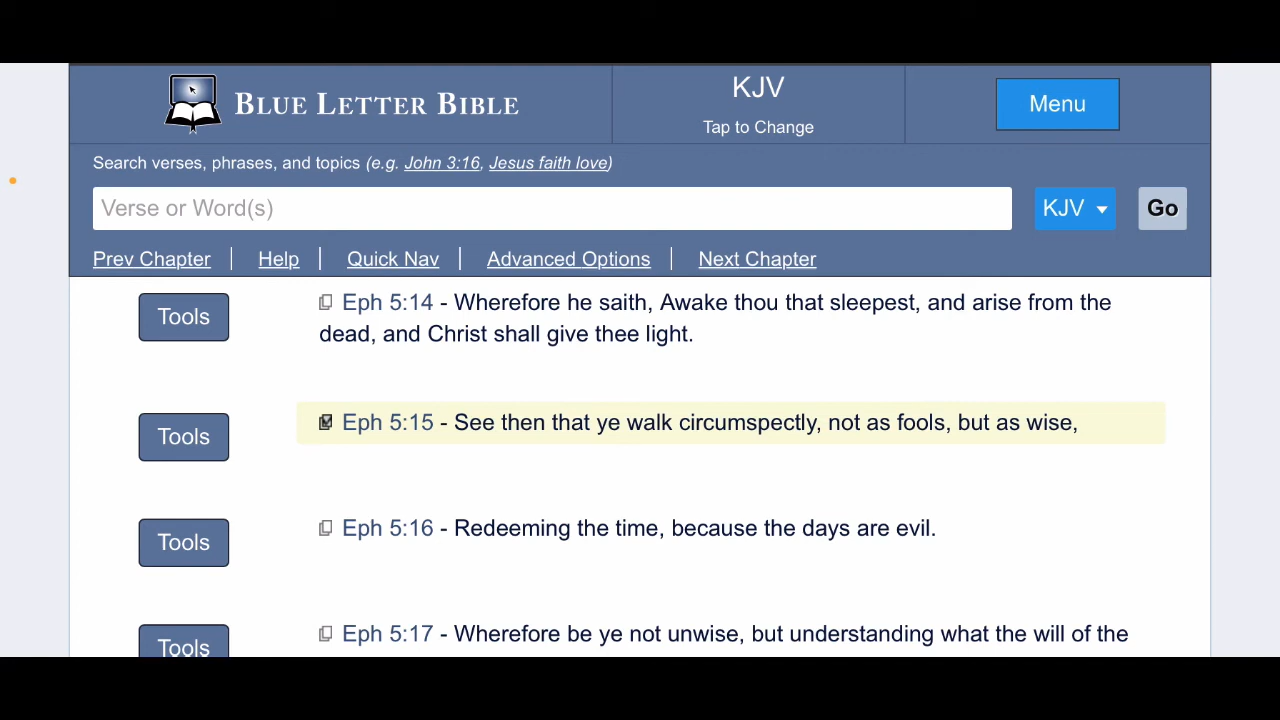 BLUE LETTER BIBLE
KJV
Tap to Change
Menu
Search verses, phrases, and topics (e.g. John 3:16, Jesus faith love)
Verse or Word(s)
KJV
Go
Prev Chapter
Help
Quick Nav
Advanced Options
Next Chapter
Tools
Eph 5:14 - Wherefore he saith, Awake thou that sleepest, and arise from the
dead, and Christ shall give thee light.
Tools
Eph 5:15 - See then that ye walk circumspectly, not as fools, but as wise,
Tools
Eph 5:16 - Redeeming the time, because the days are evil.
Tools
Eph 5:17 - Wherefore be ye not unwise, but understanding what the will of the